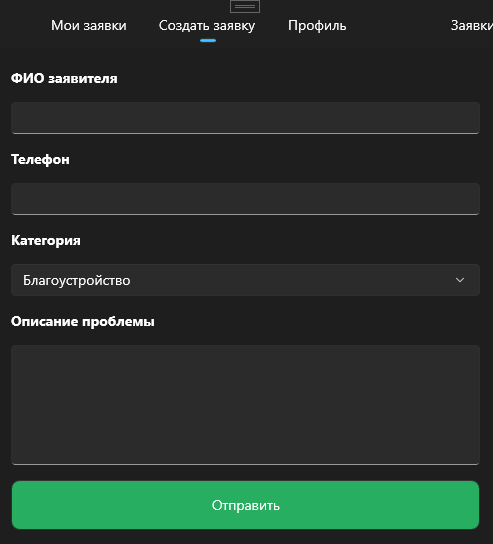 Мои заявки Создать заявку Профиль Заявки
ФИО заявителя
Телефон
Категория
Благоустройство
Описание проблемы
Отправить